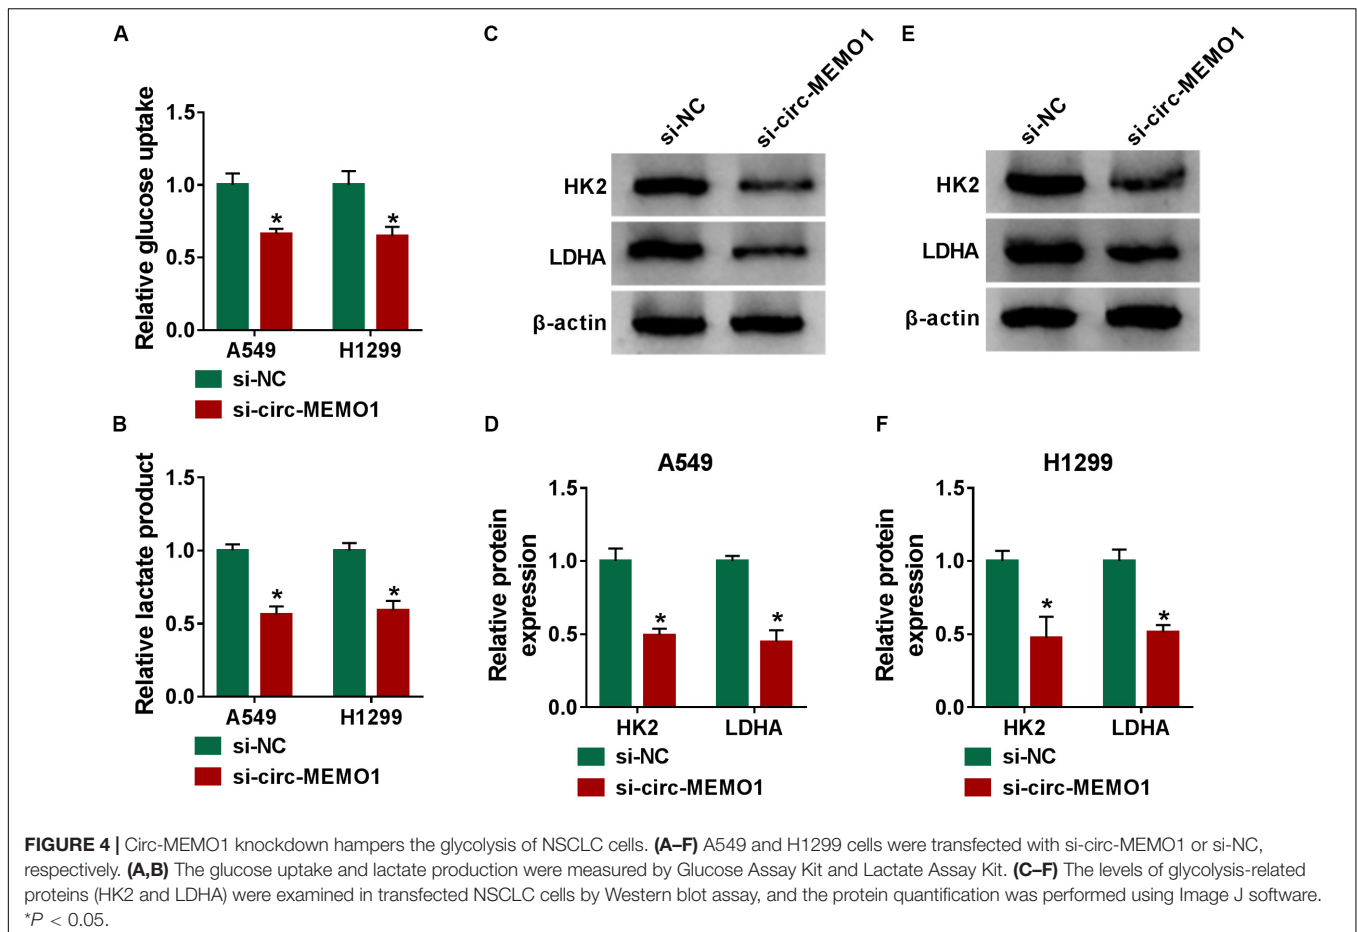 A
Relative glucose uptake
1.5
1.0
0.5
0.0
*
*
A549 H1299
si-NC
si-circ-MEMO1
B
Relative lactate product
1.5
1.0
0.5
0.0
*
*
A549 H1299
si-NC
si-circ-MEMO1
C
si-NC si-circ-MEMO1
HK2
LDHA
β-actin
D
A549
Relative protein
expression
1.5
1.0
0.5
0.0
*
*
HK2 LDHA
si-NC
si-circ-MEMO1
E
si-NC si-circ-MEMO1
HK2
LDHA
β-actin
F
H1299
Relative protein
expression
1.5
1.0
0.5
0.0
*
*
HK2 LDHA
si-NC
si-circ-MEMO1
FIGURE 4 | Circ-MEMO1 knockdown hampers the glycolysis of NSCLC cells. (A–F) A549 and H1299 cells were transfected with si-circ-MEMO1 or si-NC,
respectively. (A,B) The glucose uptake and lactate production were measured by Glucose Assay Kit and Lactate Assay Kit. (C–F) The levels of glycolysis-related
proteins (HK2 and LDHA) were examined in transfected NSCLC cells by Western blot assay, and the protein quantification was performed using Image J software.
*P < 0.05.